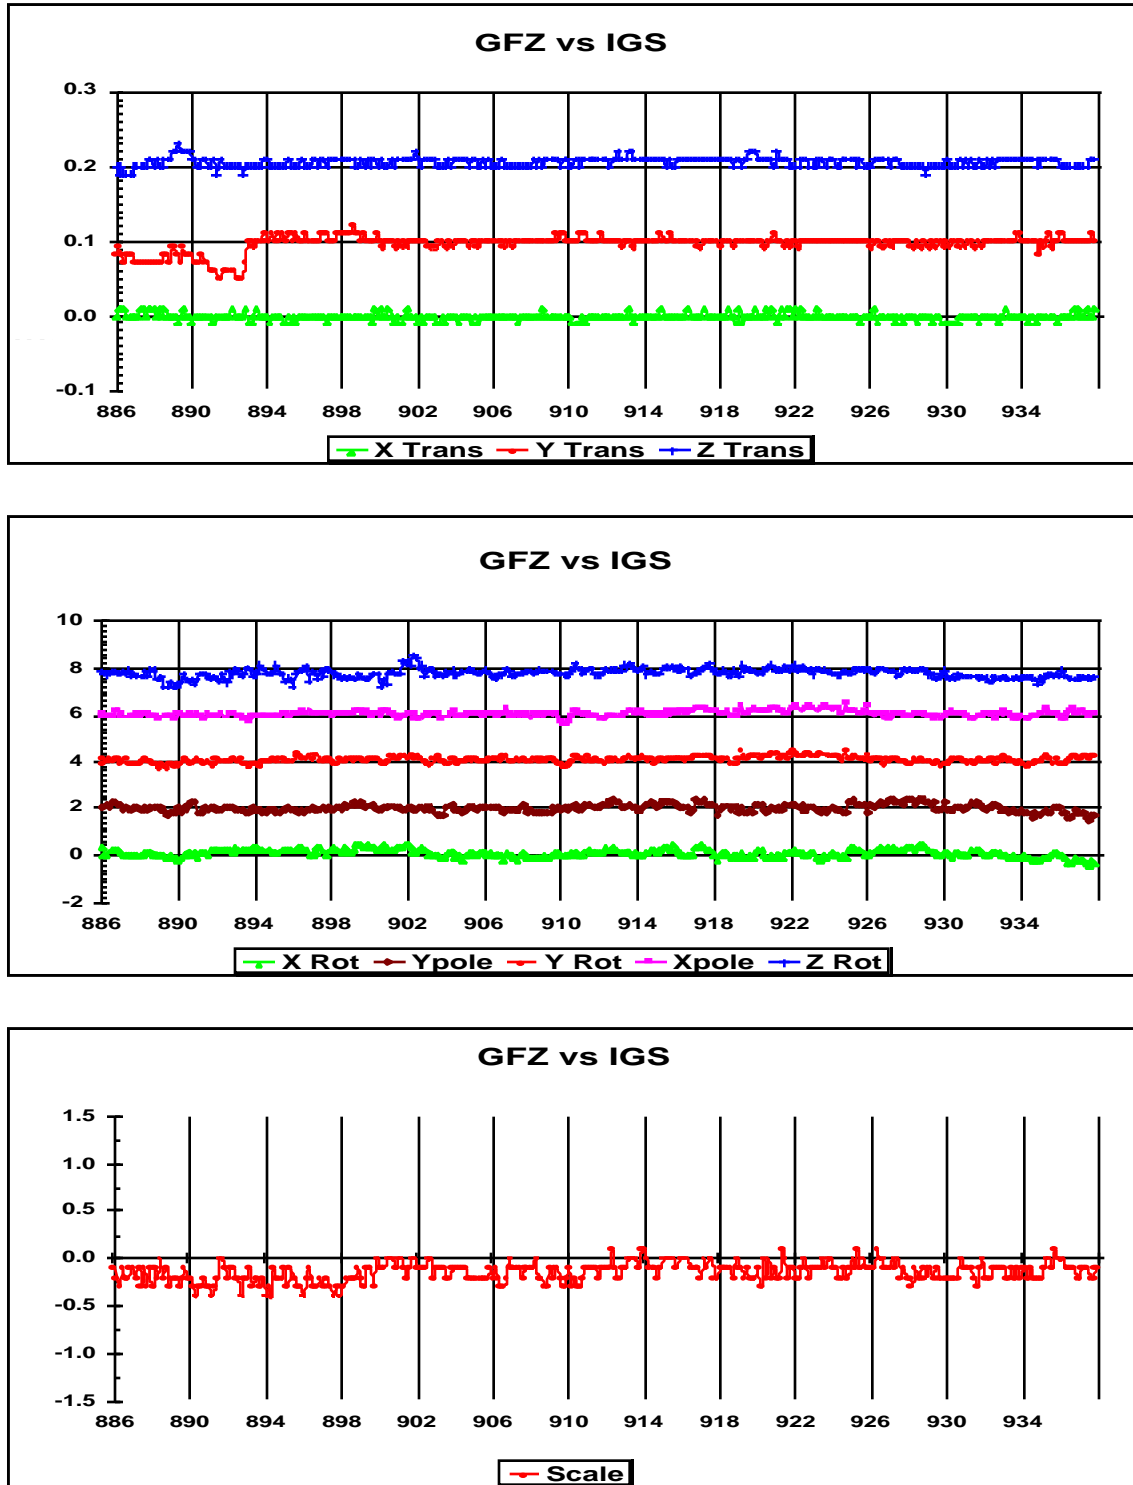 GFZ vs IGS
0.3
0.2
0.1
0.0
-0.1
886 890 894 898 902 906 910 914 918 922 926 930 934
X Trans Y Trans Z Trans
GFZ vs IGS
10
8
6
4
2
0
-2
886 890 894 898 902 906 910 914 918 922 926 930 934
X Rot Ypole Y Rot Xpole Z Rot
GFZ vs IGS
1.5
1.0
0.5
0.0
-0.5
-1.0
-1.5
886 890 894 898 902 906 910 914 918 922 926 930 934
Scale